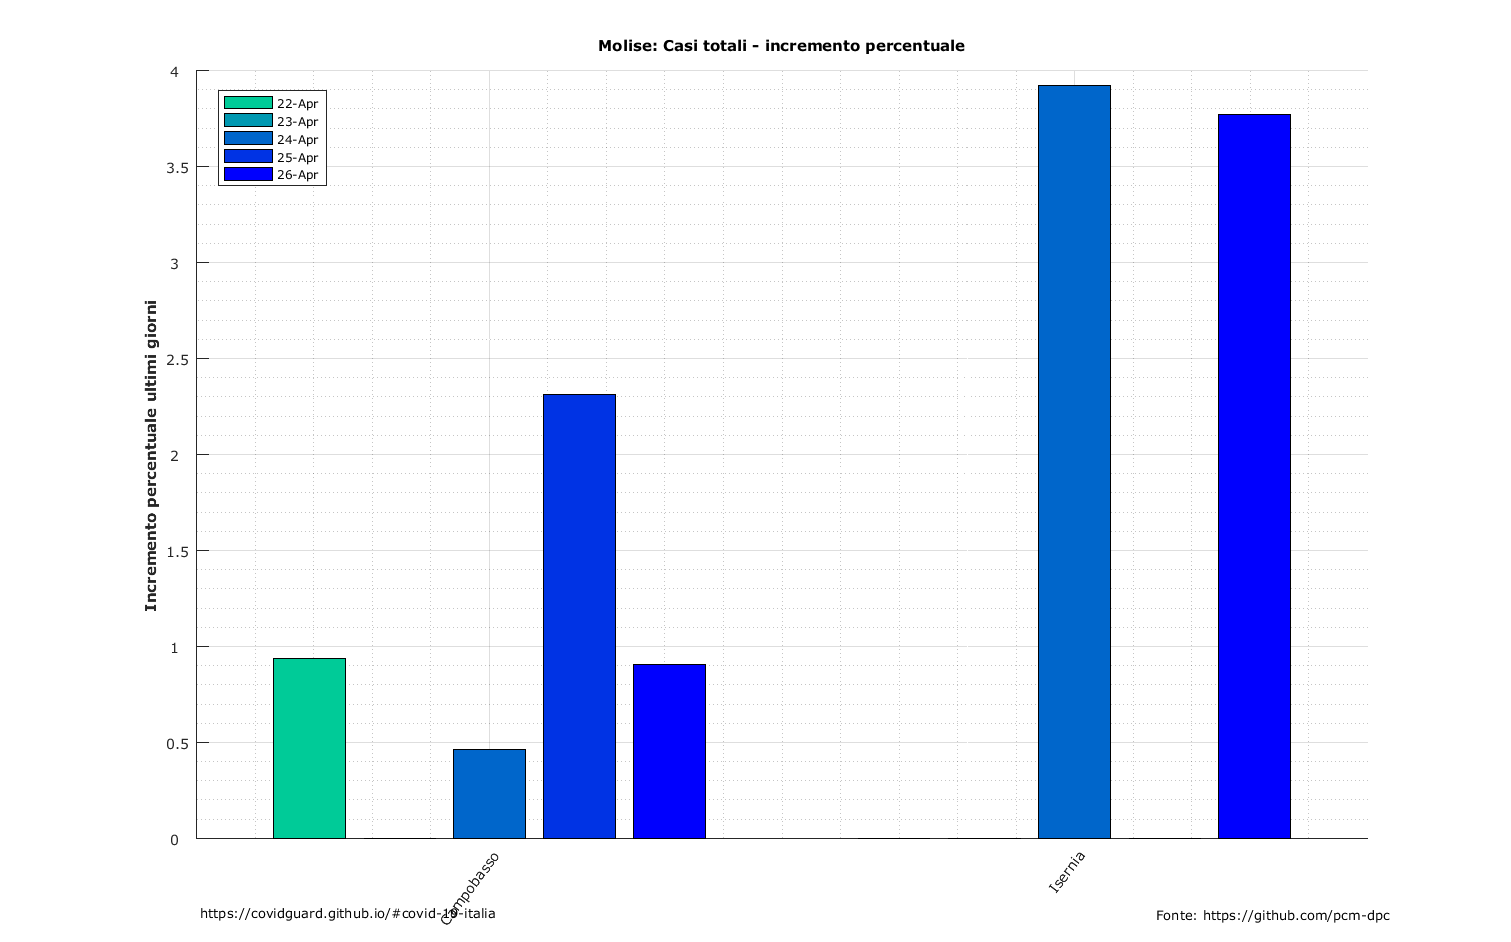 Molise: Casi totali - incremento percentuale
4
3.5
3
2.5
2
1.5
1
0.5
0
Incremento percentuale ultimi giorni
22-Apr
23-Apr
24-Apr
25-Apr
26-Apr
Campobasso
Isernia
https://covidguard.github.io/#covid-19-italia
Fonte: https://github.com/pcm-dpc